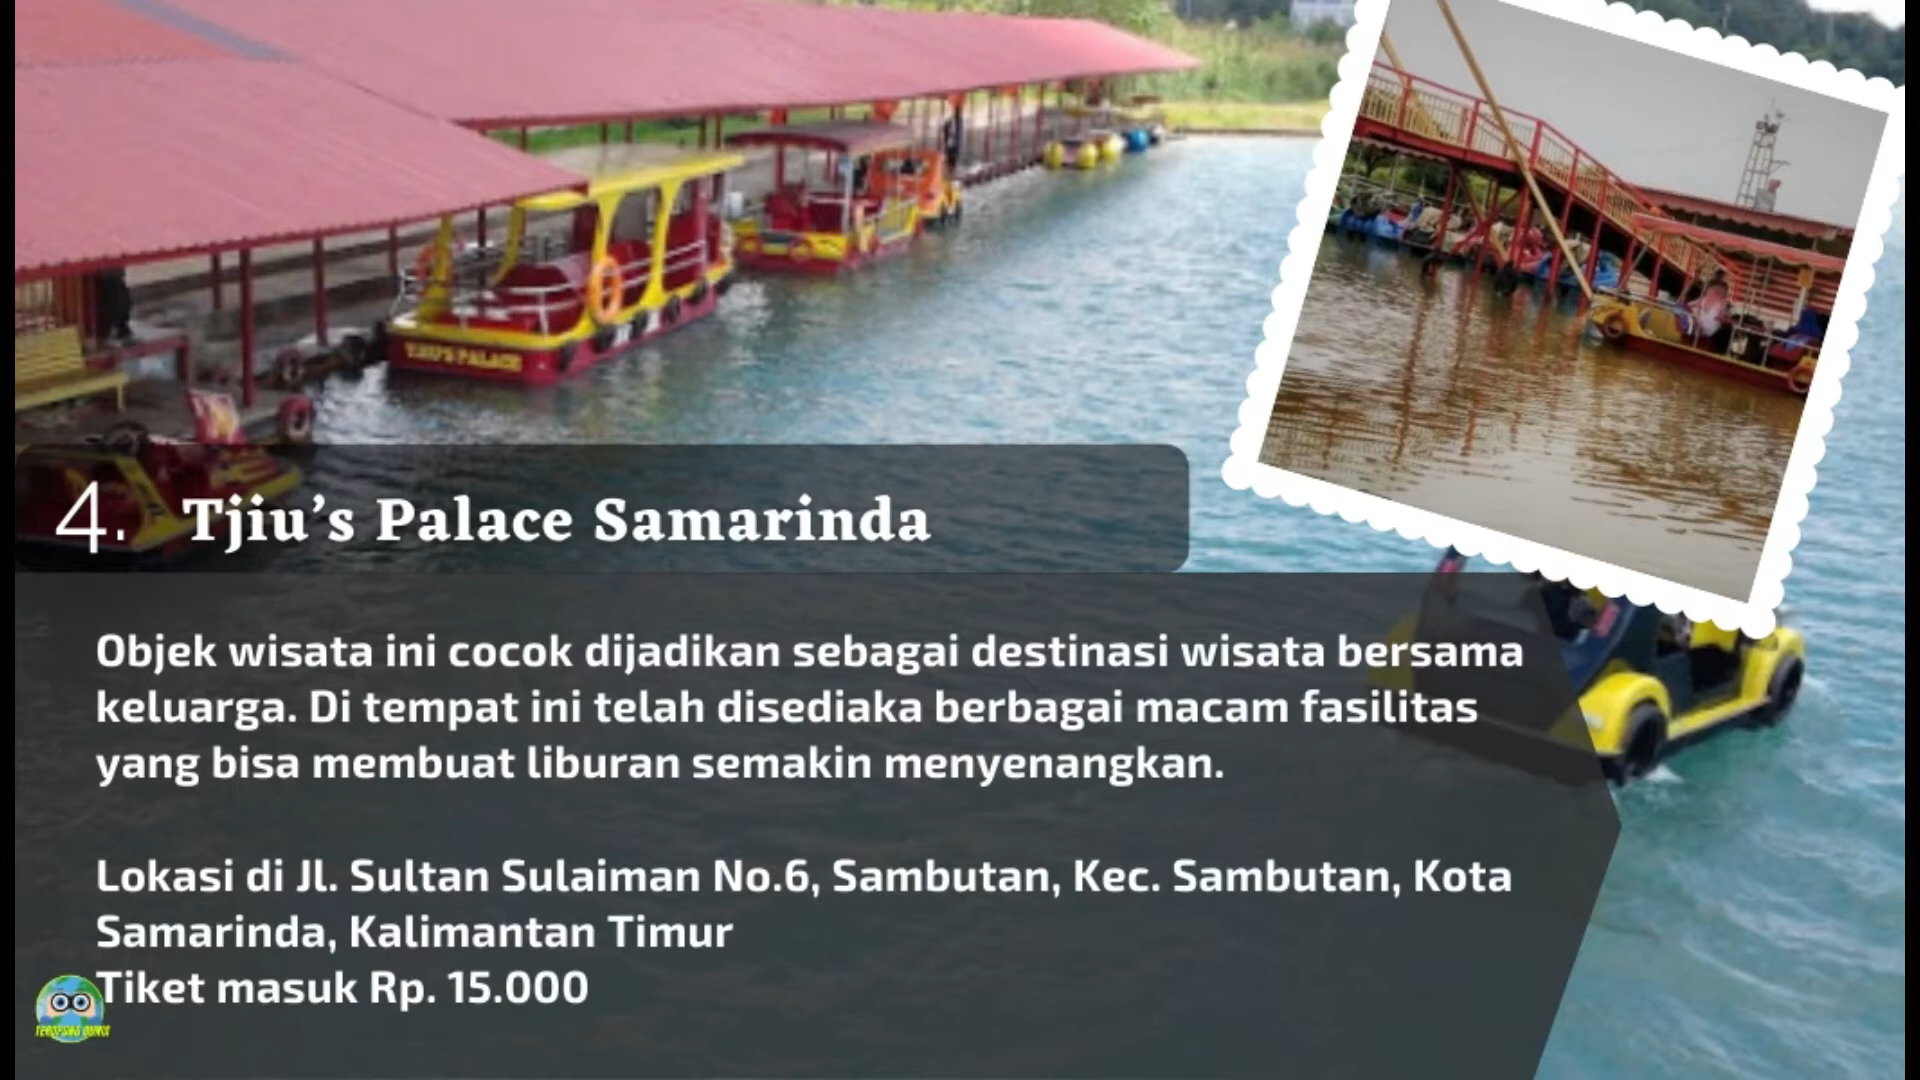 TJIU'S PALACE
4. Tjiu's Palace Samarinda
Objek wisata ini cocok dijadikan sebagai destinasi wisata bersama
keluarga. Di tempat ini telah disediaka berbagai macam fasilitas
yang bisa membuat liburan semakin menyenangkan.
Lokasi di Jl. Sultan Sulaiman No.6, Sambutan, Kec. Sambutan, Kota
Samarinda, Kalimantan Timur
Tiket masuk Rp. 15.000
TEROPONG DUNIA